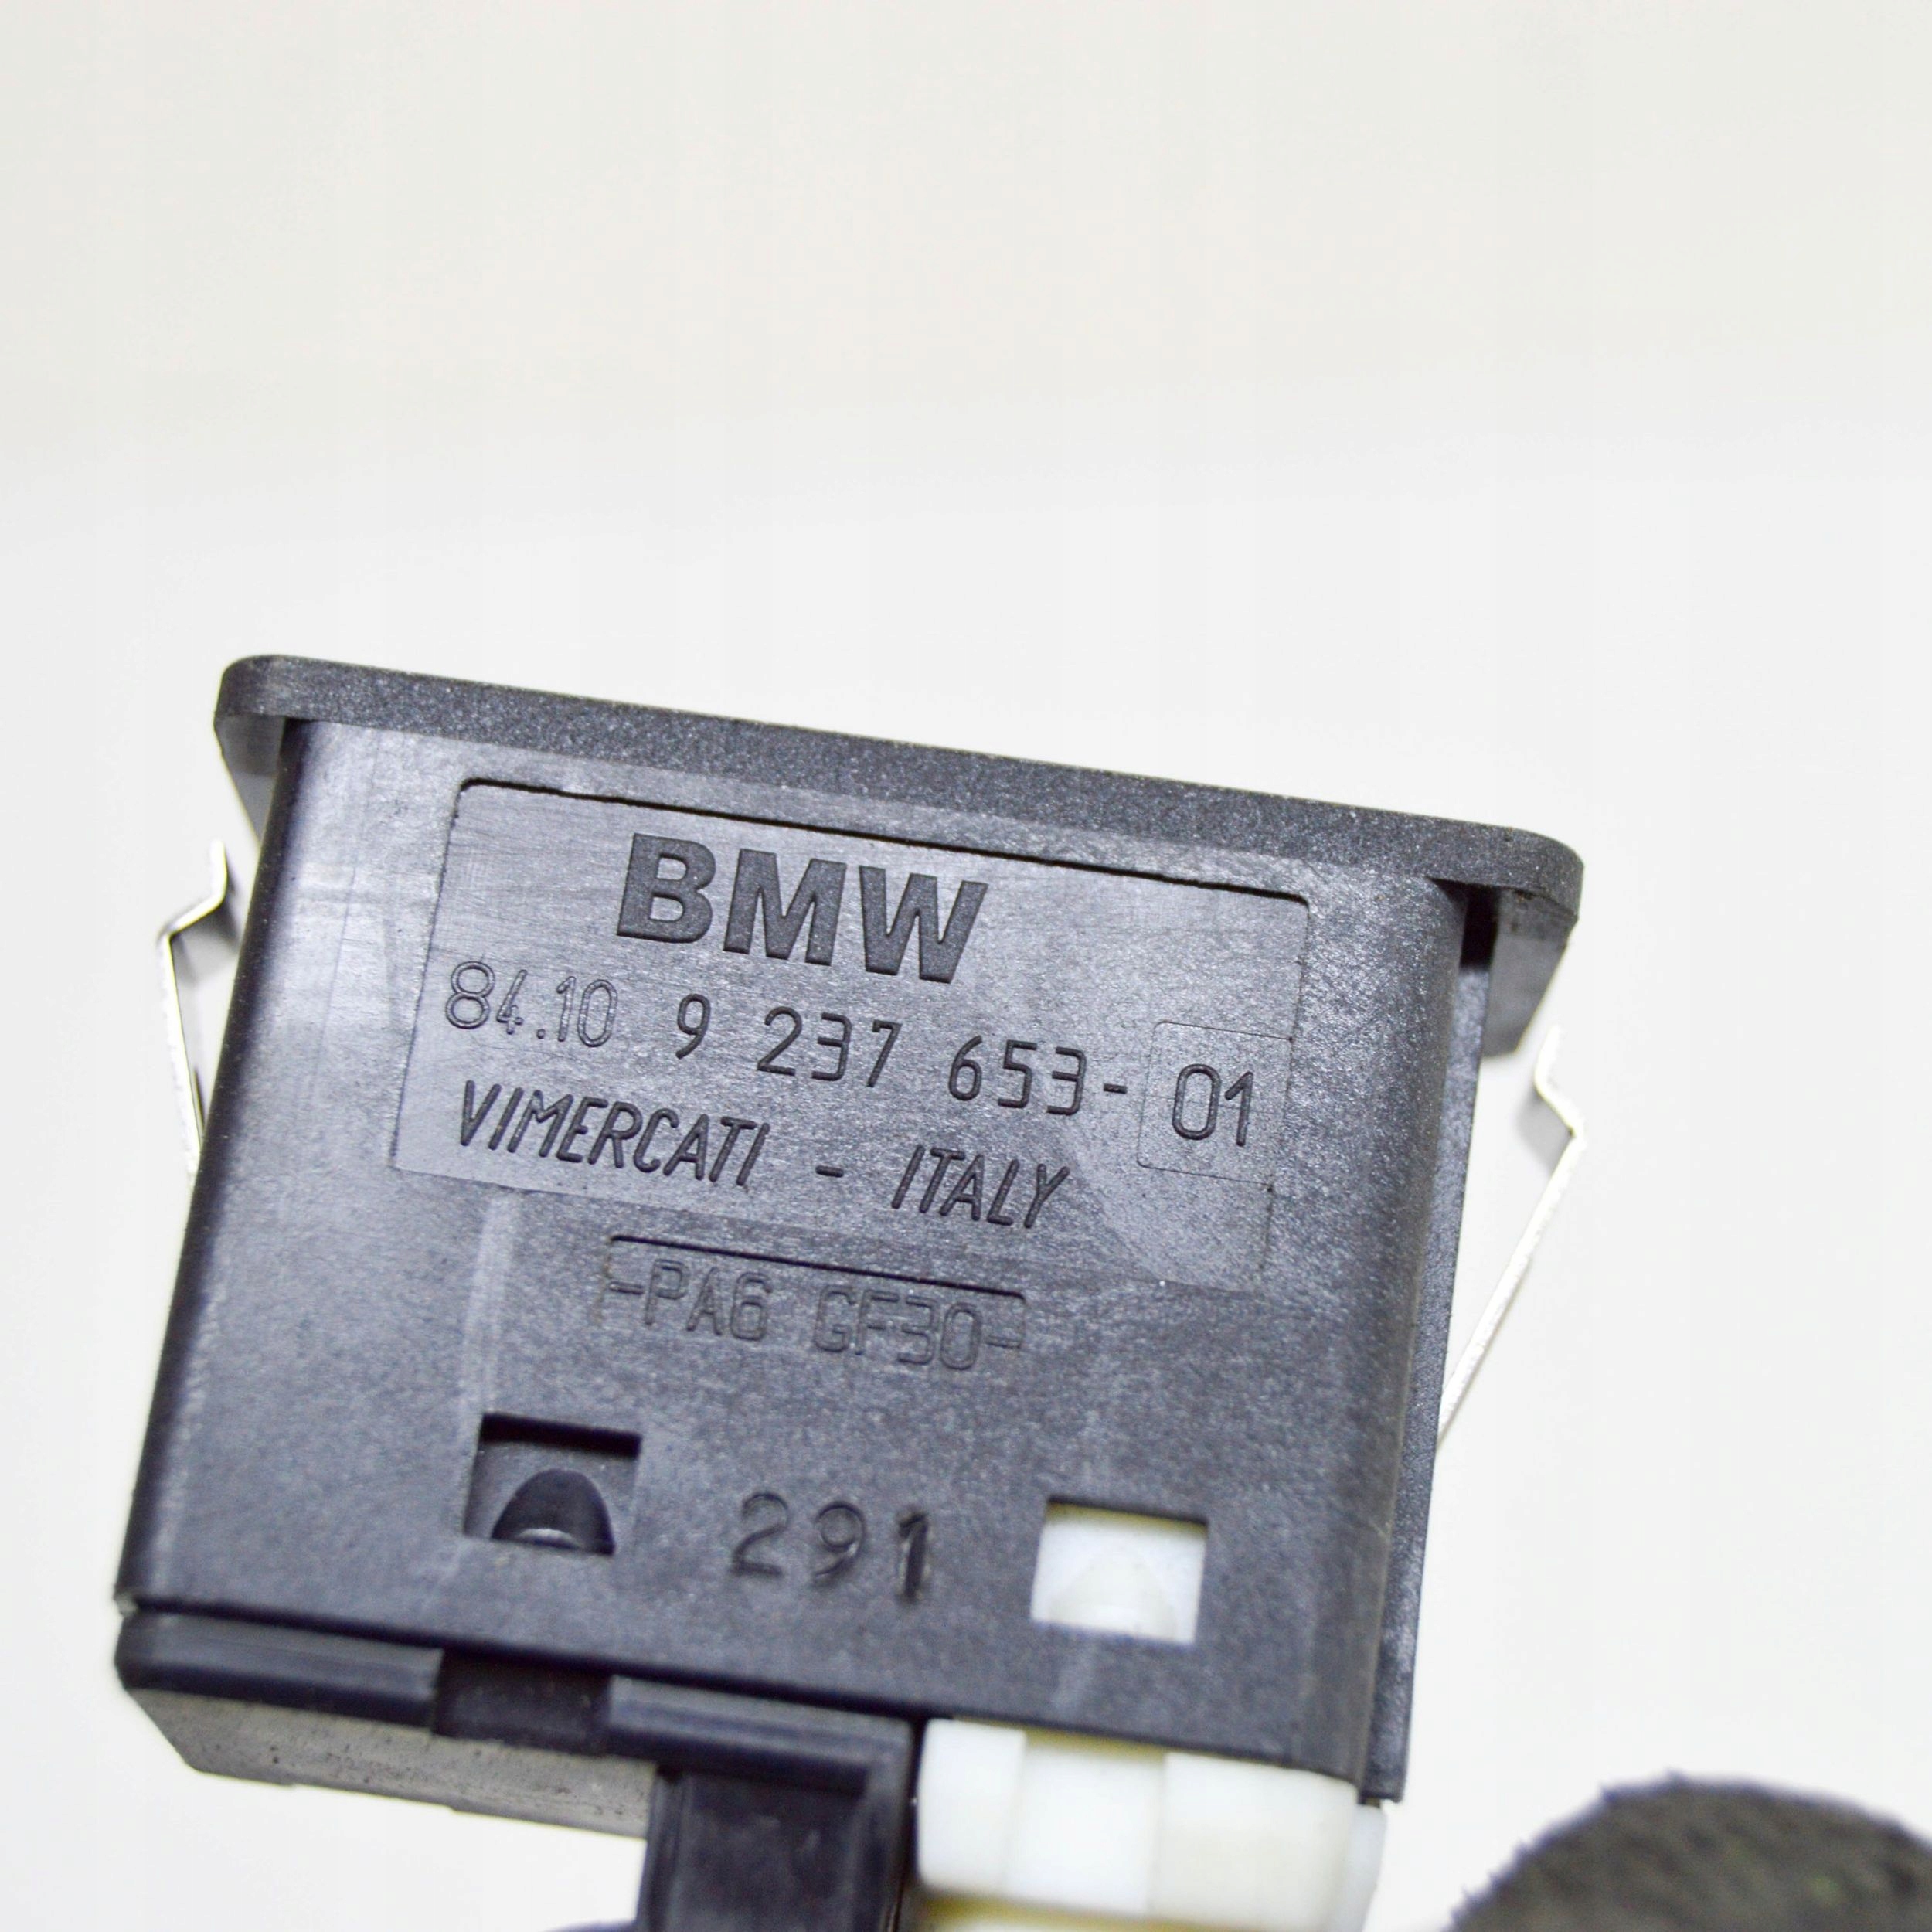 BMW
84.10 9 237 653- 01
VIMERCATI - ITALY
-PA6 GF30-
291